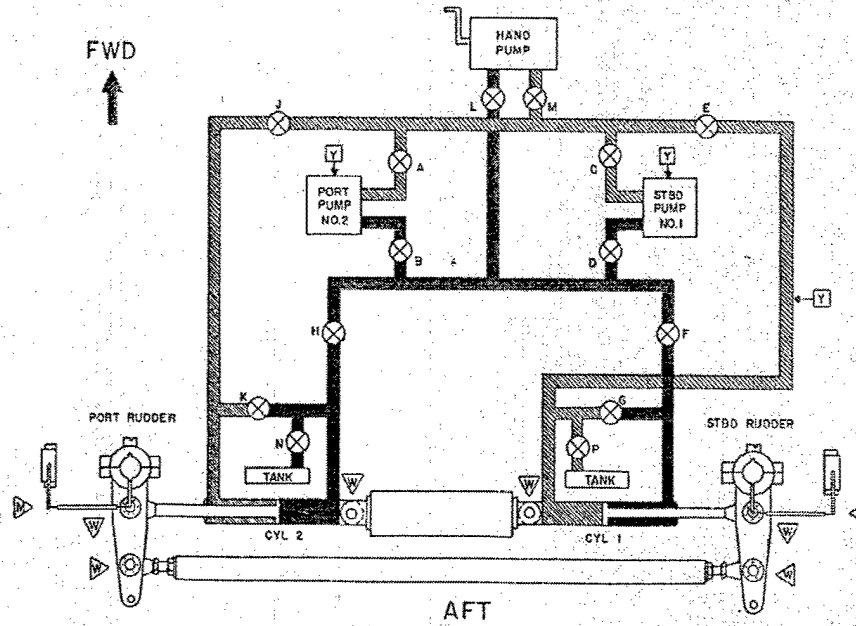 FWD
HAND
PUMP
L
M
J
E
A
C
Y
Y
PORT
PUMP
NO.2
STBD
PUMP
NO.1
B
D
Y
H
F
K
G
PORT RUDDER
STBD RUDDER
N
P
TANK
TANK
W
W
M
W
W
CYL 2
CYL 1
W
W
AFT